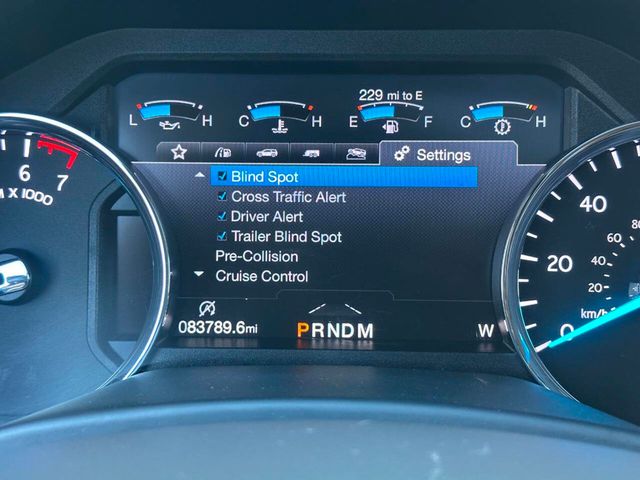 229 mi to E
L H C H E F C H
Settings
Blind Spot
Cross Traffic Alert
Driver Alert
Trailer Blind Spot
Pre-Collision
Cruise Control
083789.6mi
PRNDM
W
6 7
M X 1000
0 20 40
20 40 60 80
km/h